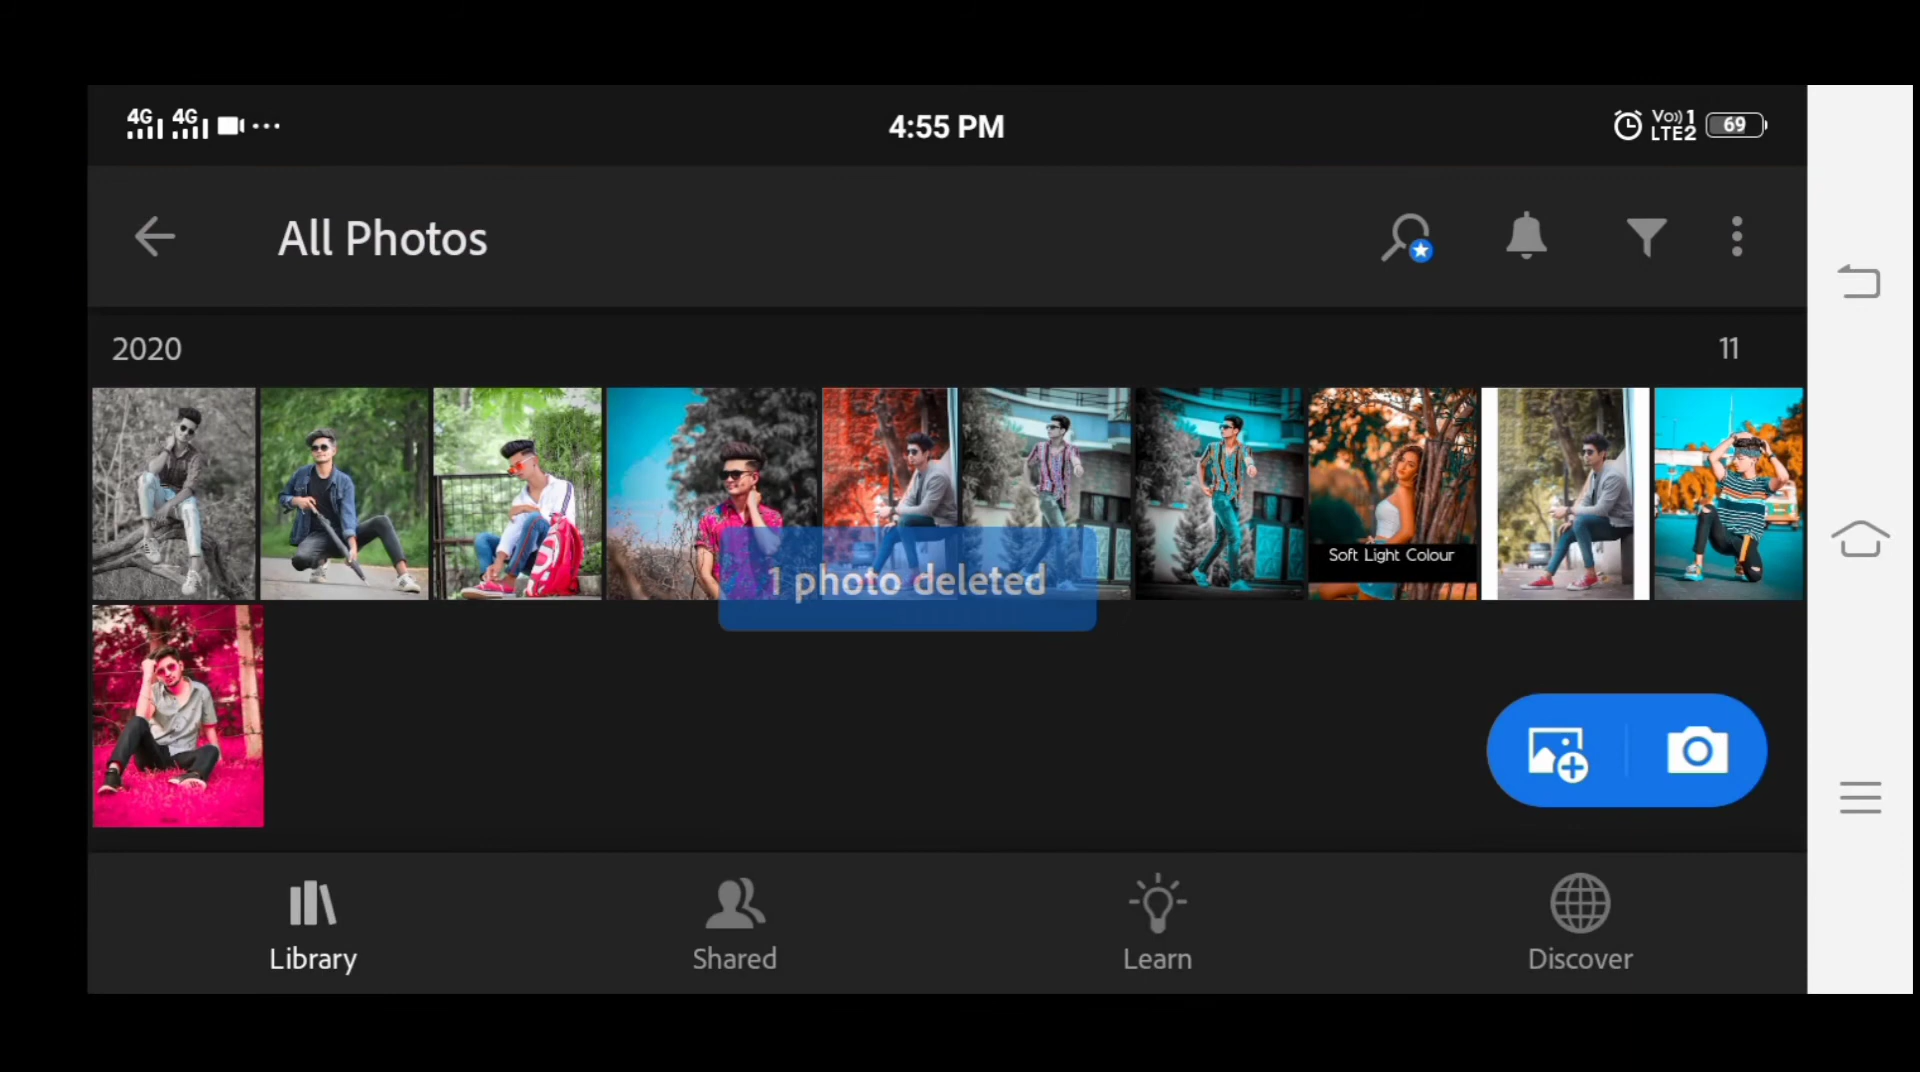 4G 4G
4:55 PM
Vo)) 1
LTE2
69
All Photos
2020
11
Soft Light Colour
1 photo deleted
Library
Shared
Learn
Discover